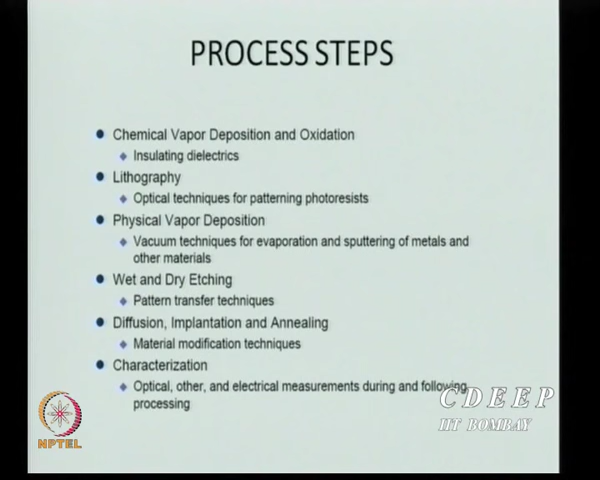 PROCESS STEPS
Chemical Vapor Deposition and Oxidation
Insulating dielectrics
Lithography
Optical techniques for patterning photoresists
Physical Vapor Deposition
Vacuum techniques for evaporation and sputtering of metals and
other materials
Wet and Dry Etching
Pattern transfer techniques
Diffusion, Implantation and Annealing
Material modification techniques
Characterization
Optical, other, and electrical measurements during and following
processing
CDEEP
IIT BOMBAY
NPTEL